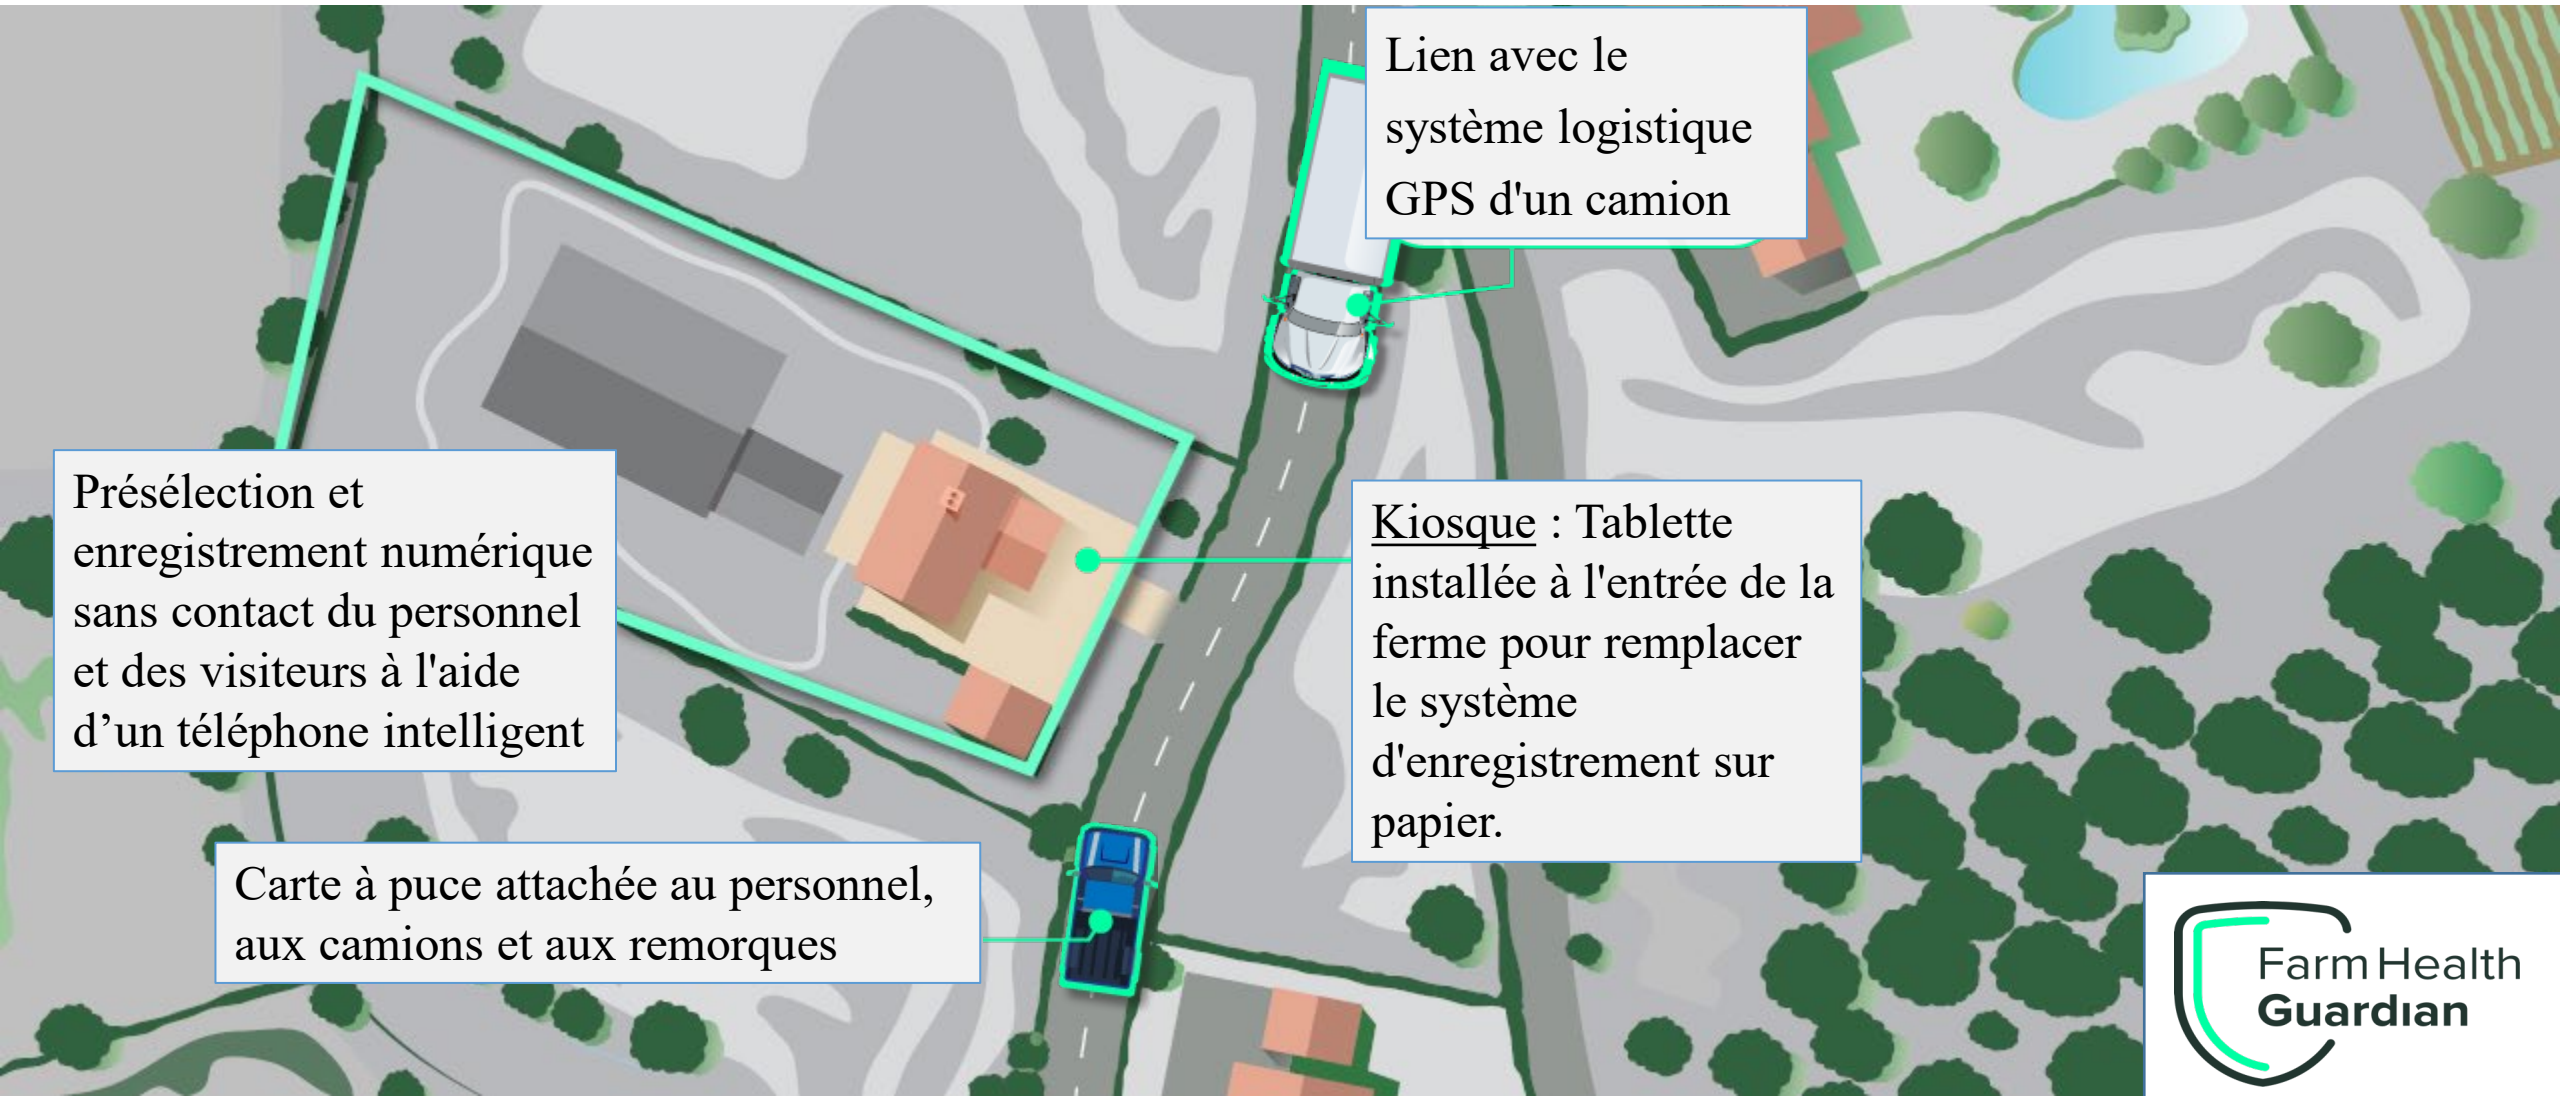 Lien avec le
système logistique
GPS d'un camion
Présélection et
enregistrement numérique
sans contact du personnel
et des visiteurs à l'aide
d’un téléphone intelligent
Kiosque : Tablette
installée à l'entrée de la
ferme pour remplacer
le système
d'enregistrement sur
papier.
Carte à puce attachée au personnel,
aux camions et aux remorques
Farm Health
Guardian